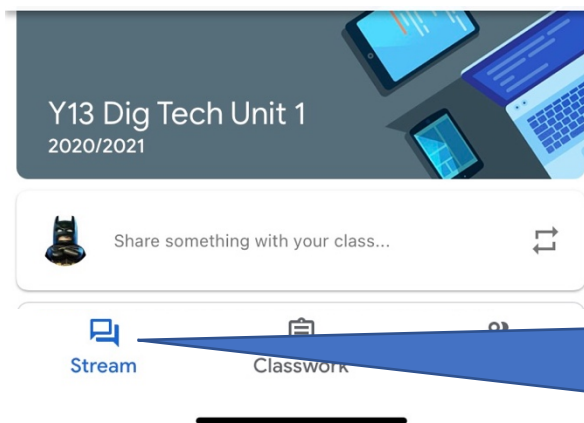 Y13 Dig Tech Unit 1
2020/2021
Share something with your class...
Stream
Classwork